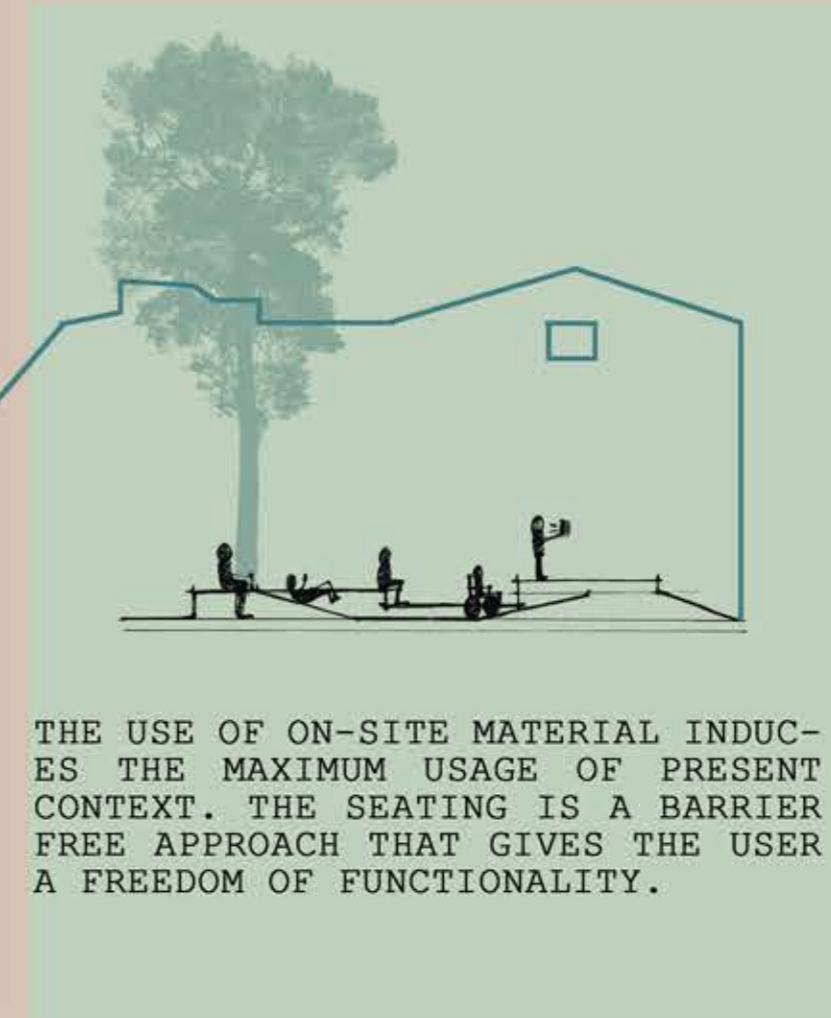 THE USE OF ON-SITE MATERIAL INDUC-
ES THE MAXIMUM USAGE OF PRESENT
CONTEXT. THE SEATING IS A BARRIER
FREE APPROACH THAT GIVES THE USER
A FREEDOM OF FUNCTIONALITY.